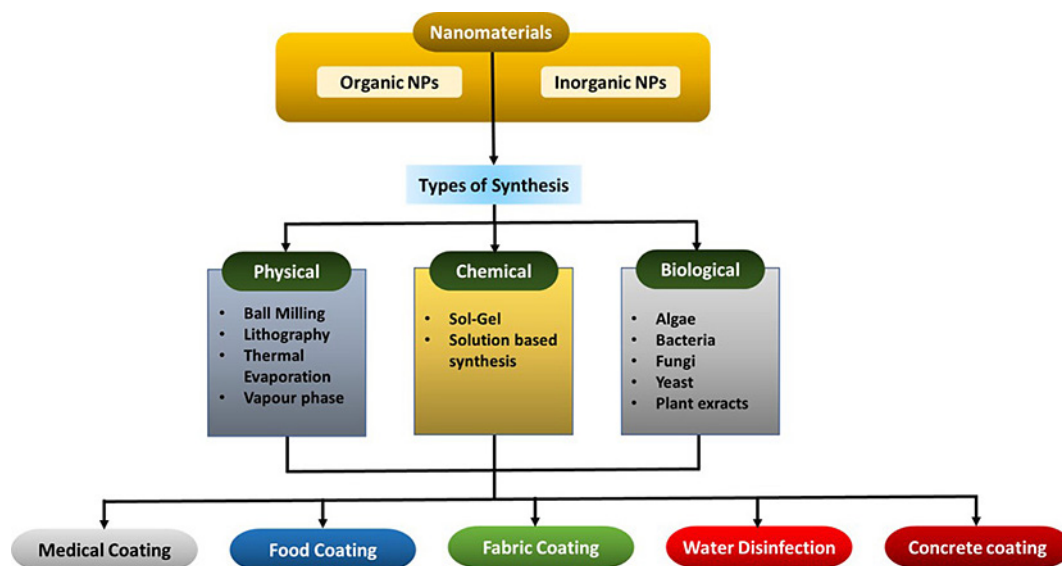 Nanomaterials
Organic NPs
Inorganic NPs
Types of Synthesis
Physical
Chemical
Biological
• Ball Milling
• Lithography
• Thermal
Evaporation
• Vapour phase
• Sol-Gel
• Solution based
synthesis
• Algae
• Bacteria
• Fungi
• Yeast
• Plant exracts
Medical Coating
Food Coating
Fabric Coating
Water Disinfection
Concrete coating